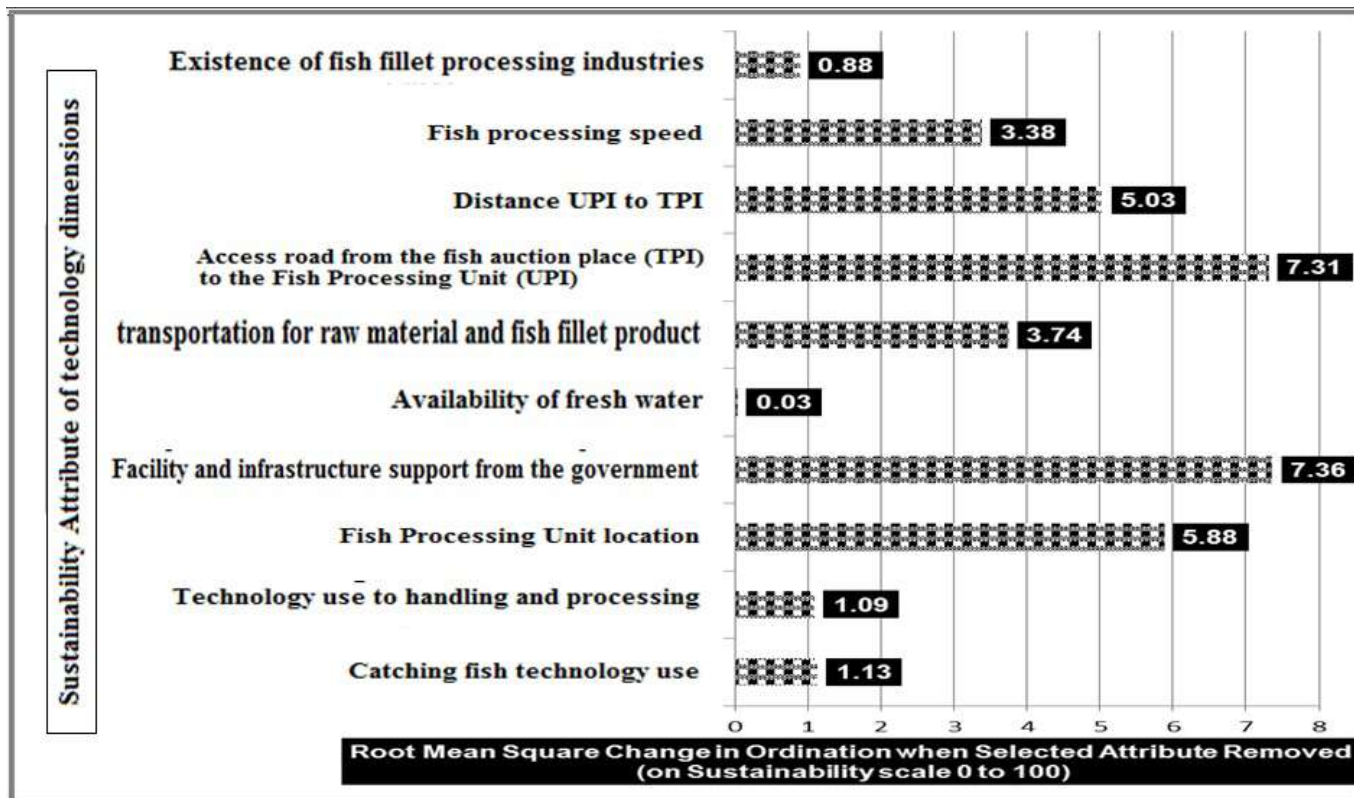 Sustainability Attribute of technology dimensions
Existence of fish fillet processing industries
0.88
Fish processing speed
3.38
Distance UPI to TPI
5.03
Access road from the fish auction place (TPI)
to the Fish Processing Unit (UPI)
7.31
transportation for raw material and fish fillet product
3.74
Availability of fresh water
0.03
Facility and infrastructure support from the government
7.36
Fish Processing Unit location
5.88
Technology use to handling and processing
1.09
Catching fish technology use
1.13
0 1 2 3 4 5 6 7 8
Root Mean Square Change in Ordination when Selected Attribute Removed
(on Sustainability scale 0 to 100)